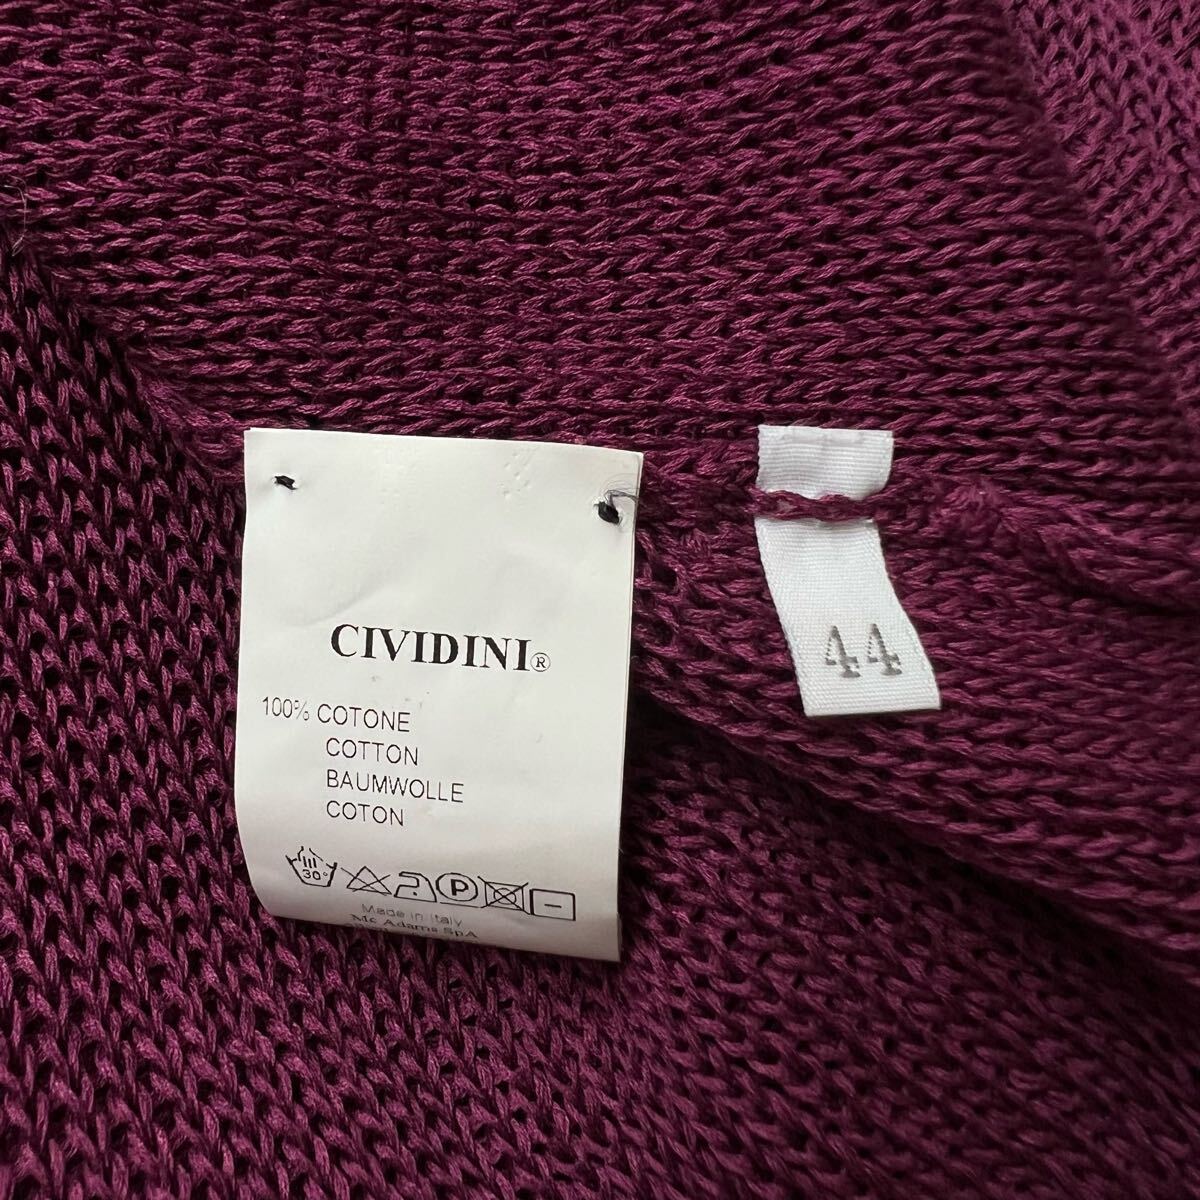 CIVIDINI®
100% COTONE
COTTON
BAUMWOLLE
COTON
30°
P
Made in Italy
Mc Adams SpA
44